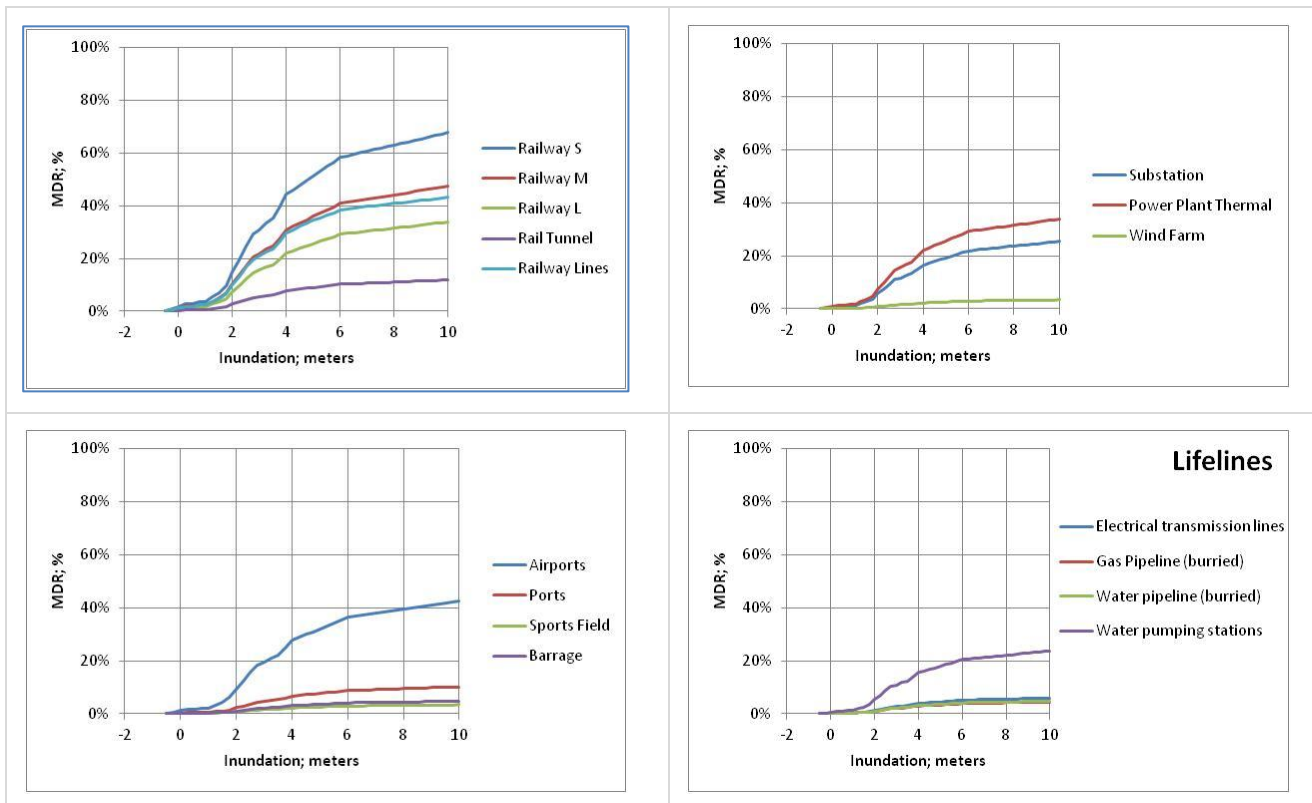 100%
80%
60%
40%
20%
0%
MDR; %
-2 0 2 4 6 8 10
Inundation; meters
Railway S
Railway M
Railway L
Rail Tunnel
Railway Lines
100%
80%
60%
40%
20%
0%
MDR; %
-2 0 2 4 6 8 10
Inundation; meters
Substation
Power Plant Thermal
Wind Farm
100%
80%
60%
40%
20%
0%
MDR; %
-2 0 2 4 6 8 10
Inundation; meters
Airports
Ports
Sports Field
Barrage
Lifelines
100%
80%
60%
40%
20%
0%
MDR; %
-2 0 2 4 6 8 10
Inundation; meters
Electrical transmission lines
Gas Pipeline (burried)
Water pipeline (burried)
Water pumping stations